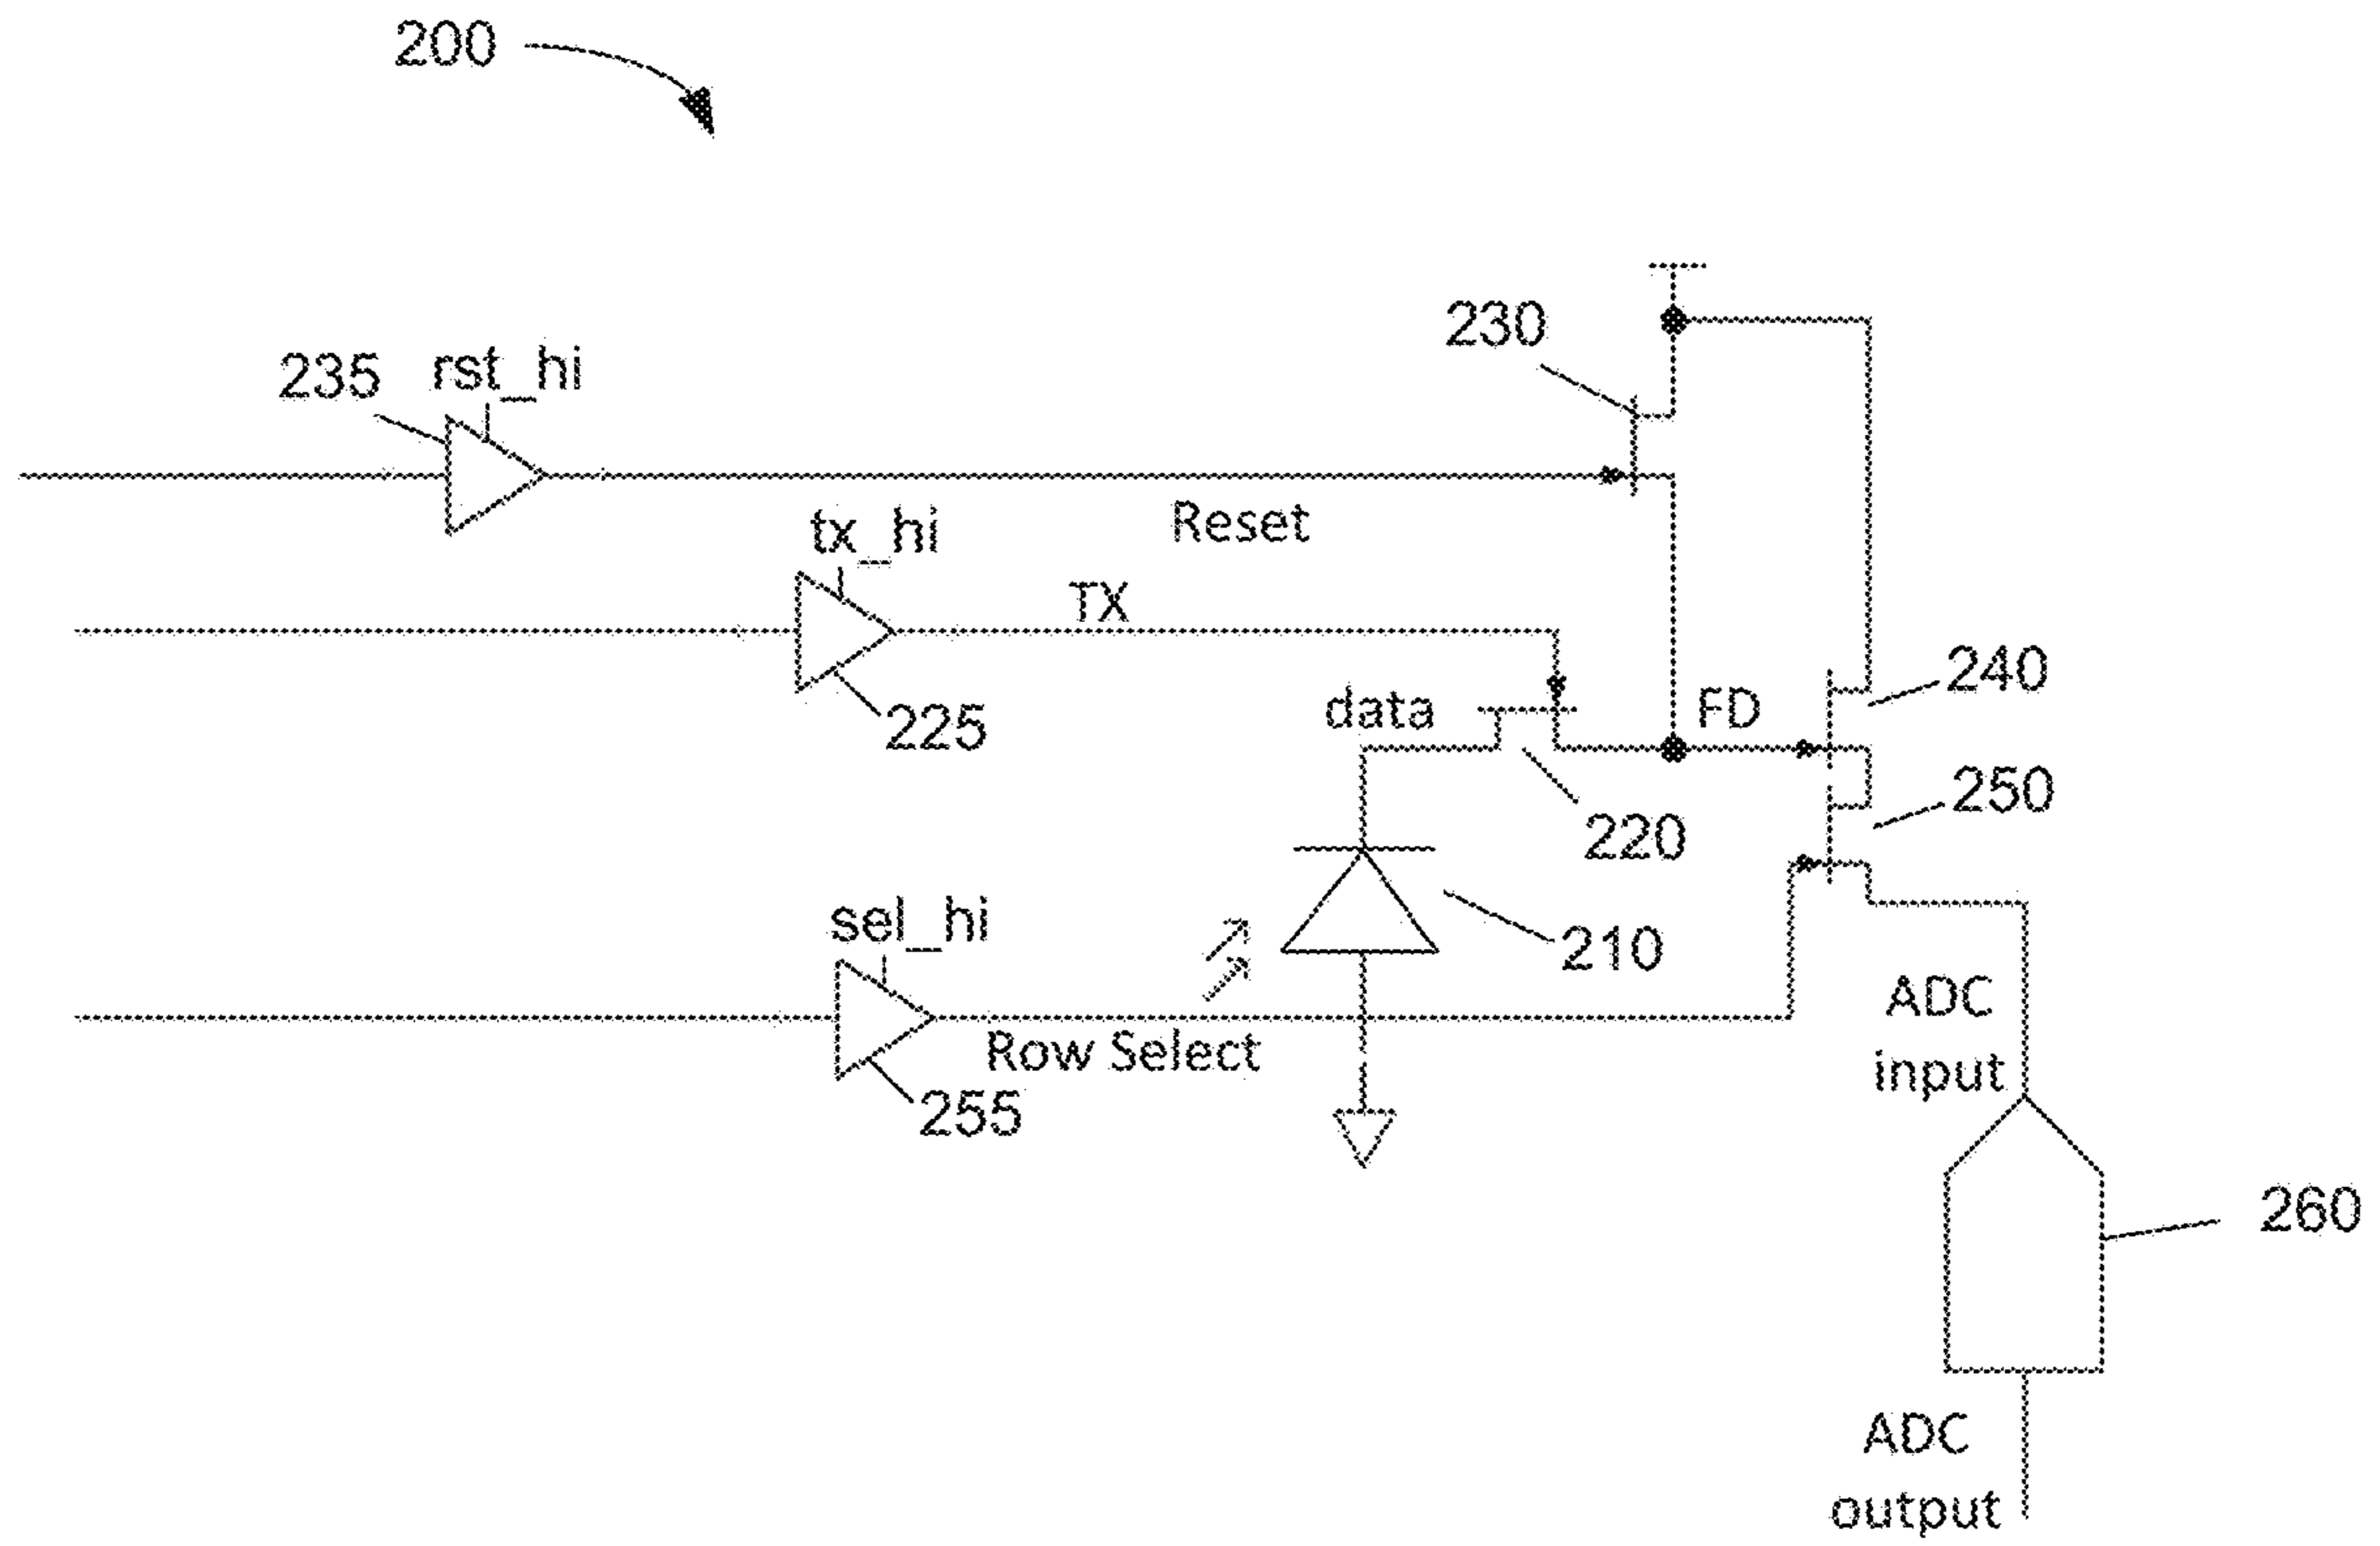 200
230
235 rst_hi
Reset
tx_hi
TX
225
data
FD
240
250
220
sel_hi
210
Row Select
255
ADC
input
260
ADC
output